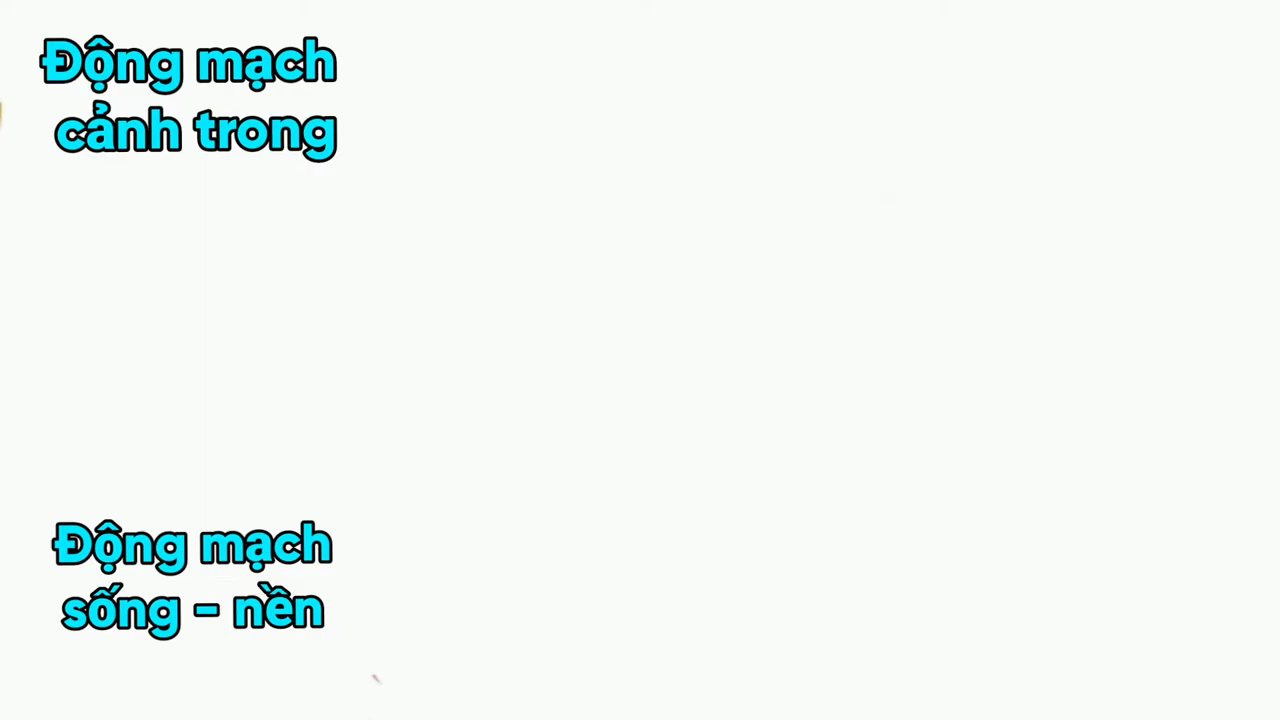 Động mạch
cảnh trong
Động mạch
sống - nền